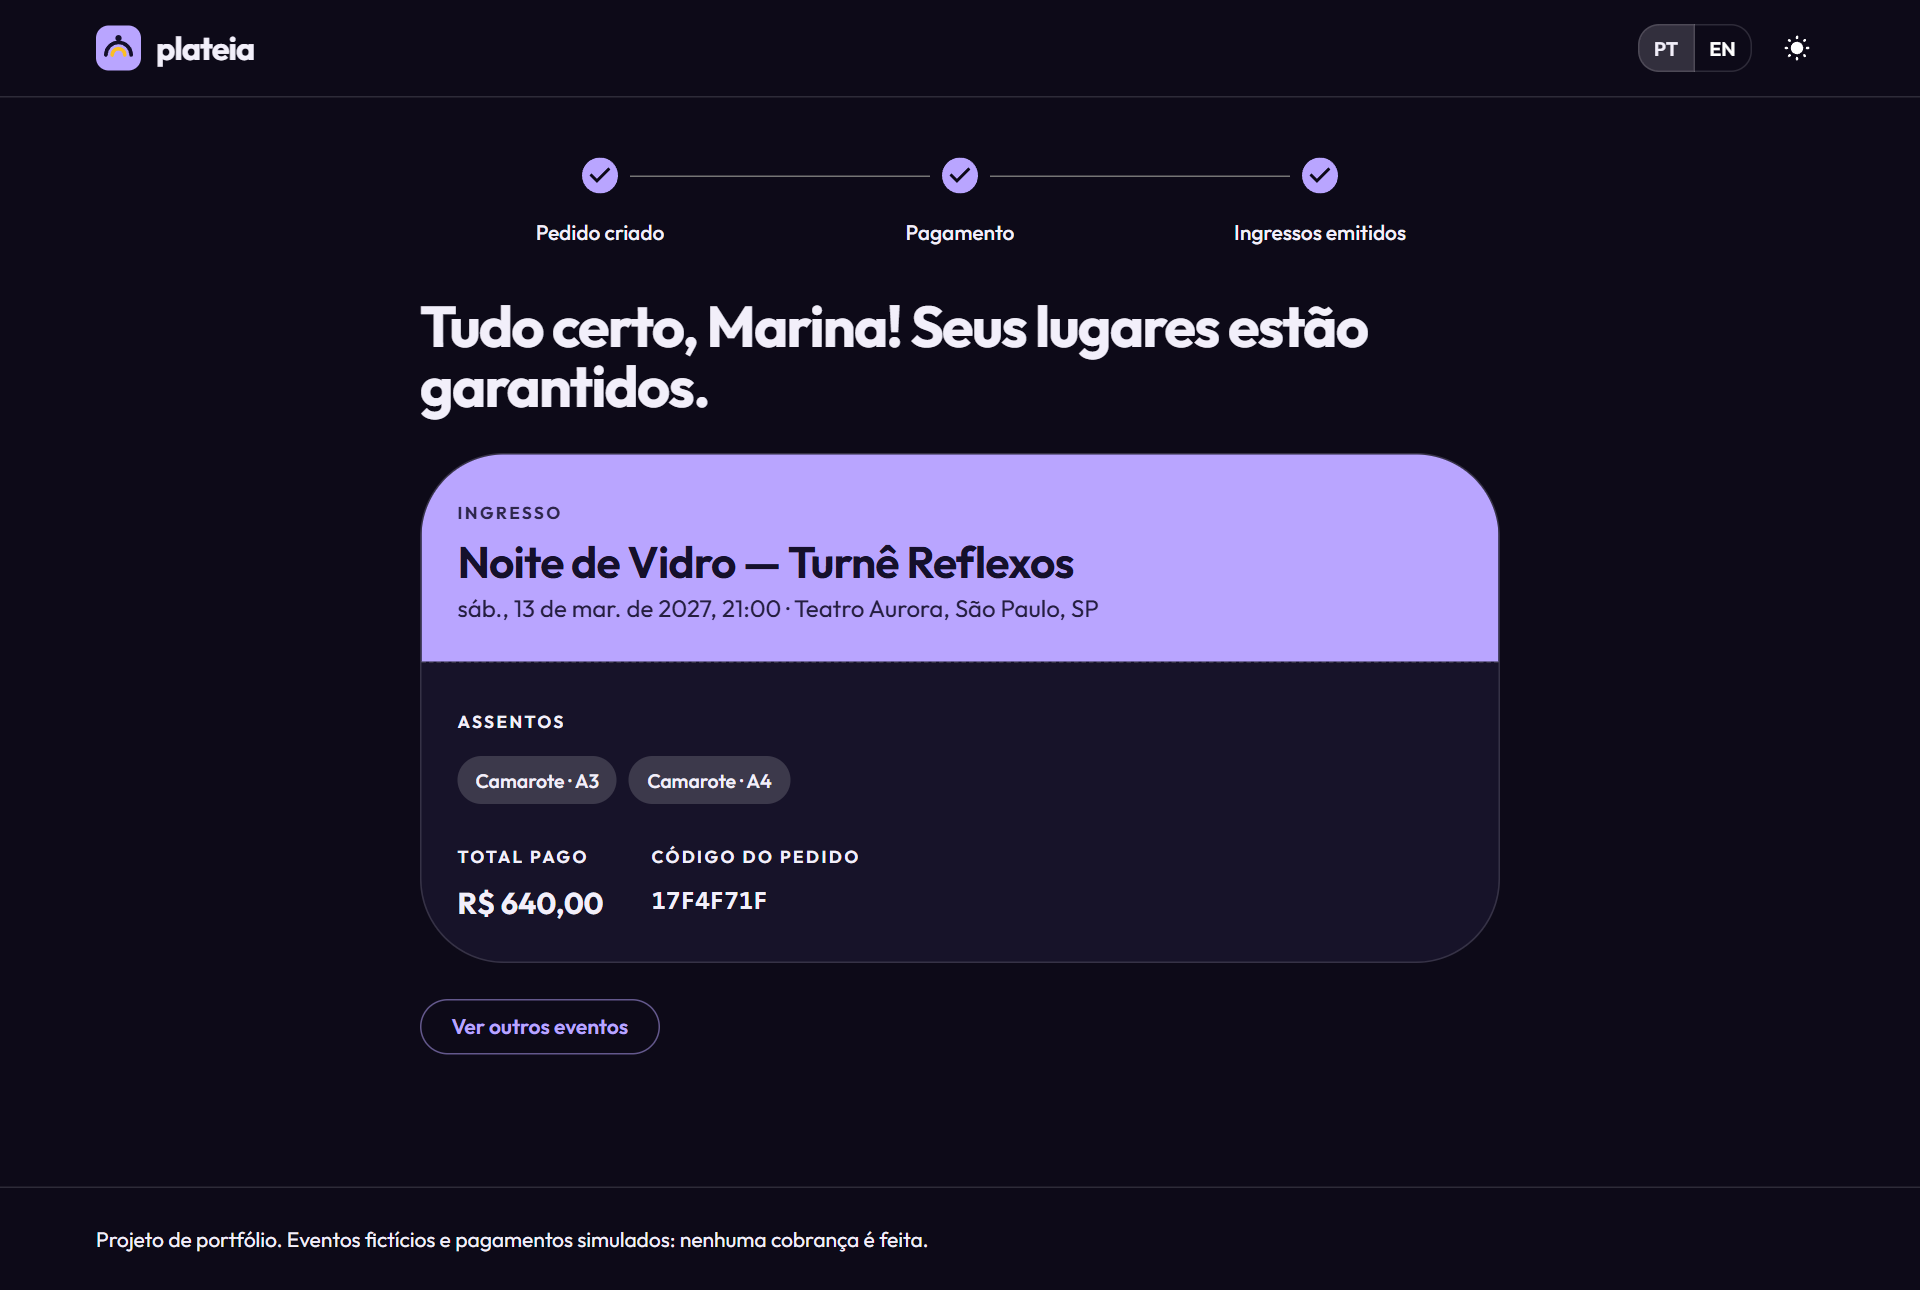 plateia
PT EN
Pedido criado
Pagamento
Ingressos emitidos
Tudo certo, Marina! Seus lugares estão
garantidos.
INGRESSO
Noite de Vidro — Turnê Reflexos
sáb., 13 de mar. de 2027, 21:00 · Teatro Aurora, São Paulo, SP
ASSENTOS
Camarote · A3
Camarote · A4
TOTAL PAGO
R$ 640,00
CÓDIGO DO PEDIDO
17F4F71F
Ver outros eventos
Projeto de portfólio. Eventos fictícios e pagamentos simulados: nenhuma cobrança é feita.